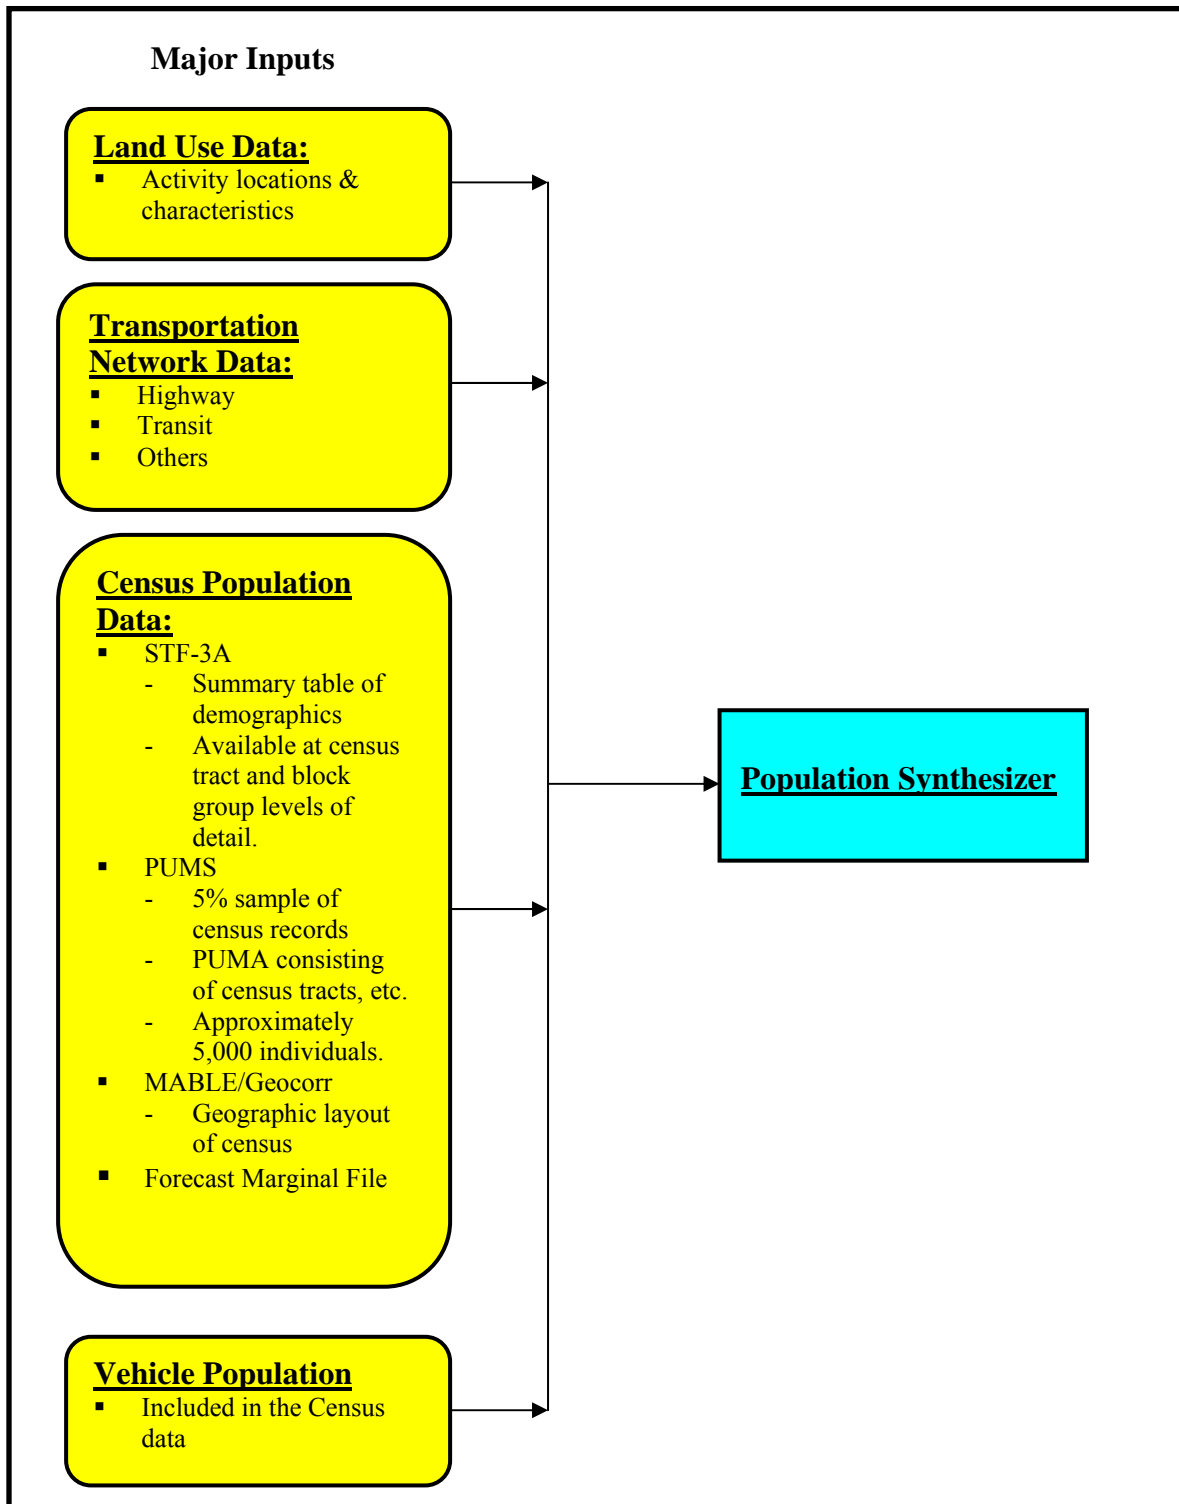 Major Inputs
Land Use Data:
▪ Activity locations &
characteristics
Transportation
Network Data:
▪ Highway
▪ Transit
▪ Others
Census Population
Data:
▪ STF-3A
- Summary table of
demographics
- Available at census
tract and block
group levels of
detail.
▪ PUMS
- 5% sample of
census records
- PUMA consisting
of census tracts, etc.
- Approximately
5,000 individuals.
▪ MABLE/Geocorr
- Geographic layout
of census
▪ Forecast Marginal File
Population Synthesizer
Vehicle Population
▪ Included in the Census
data